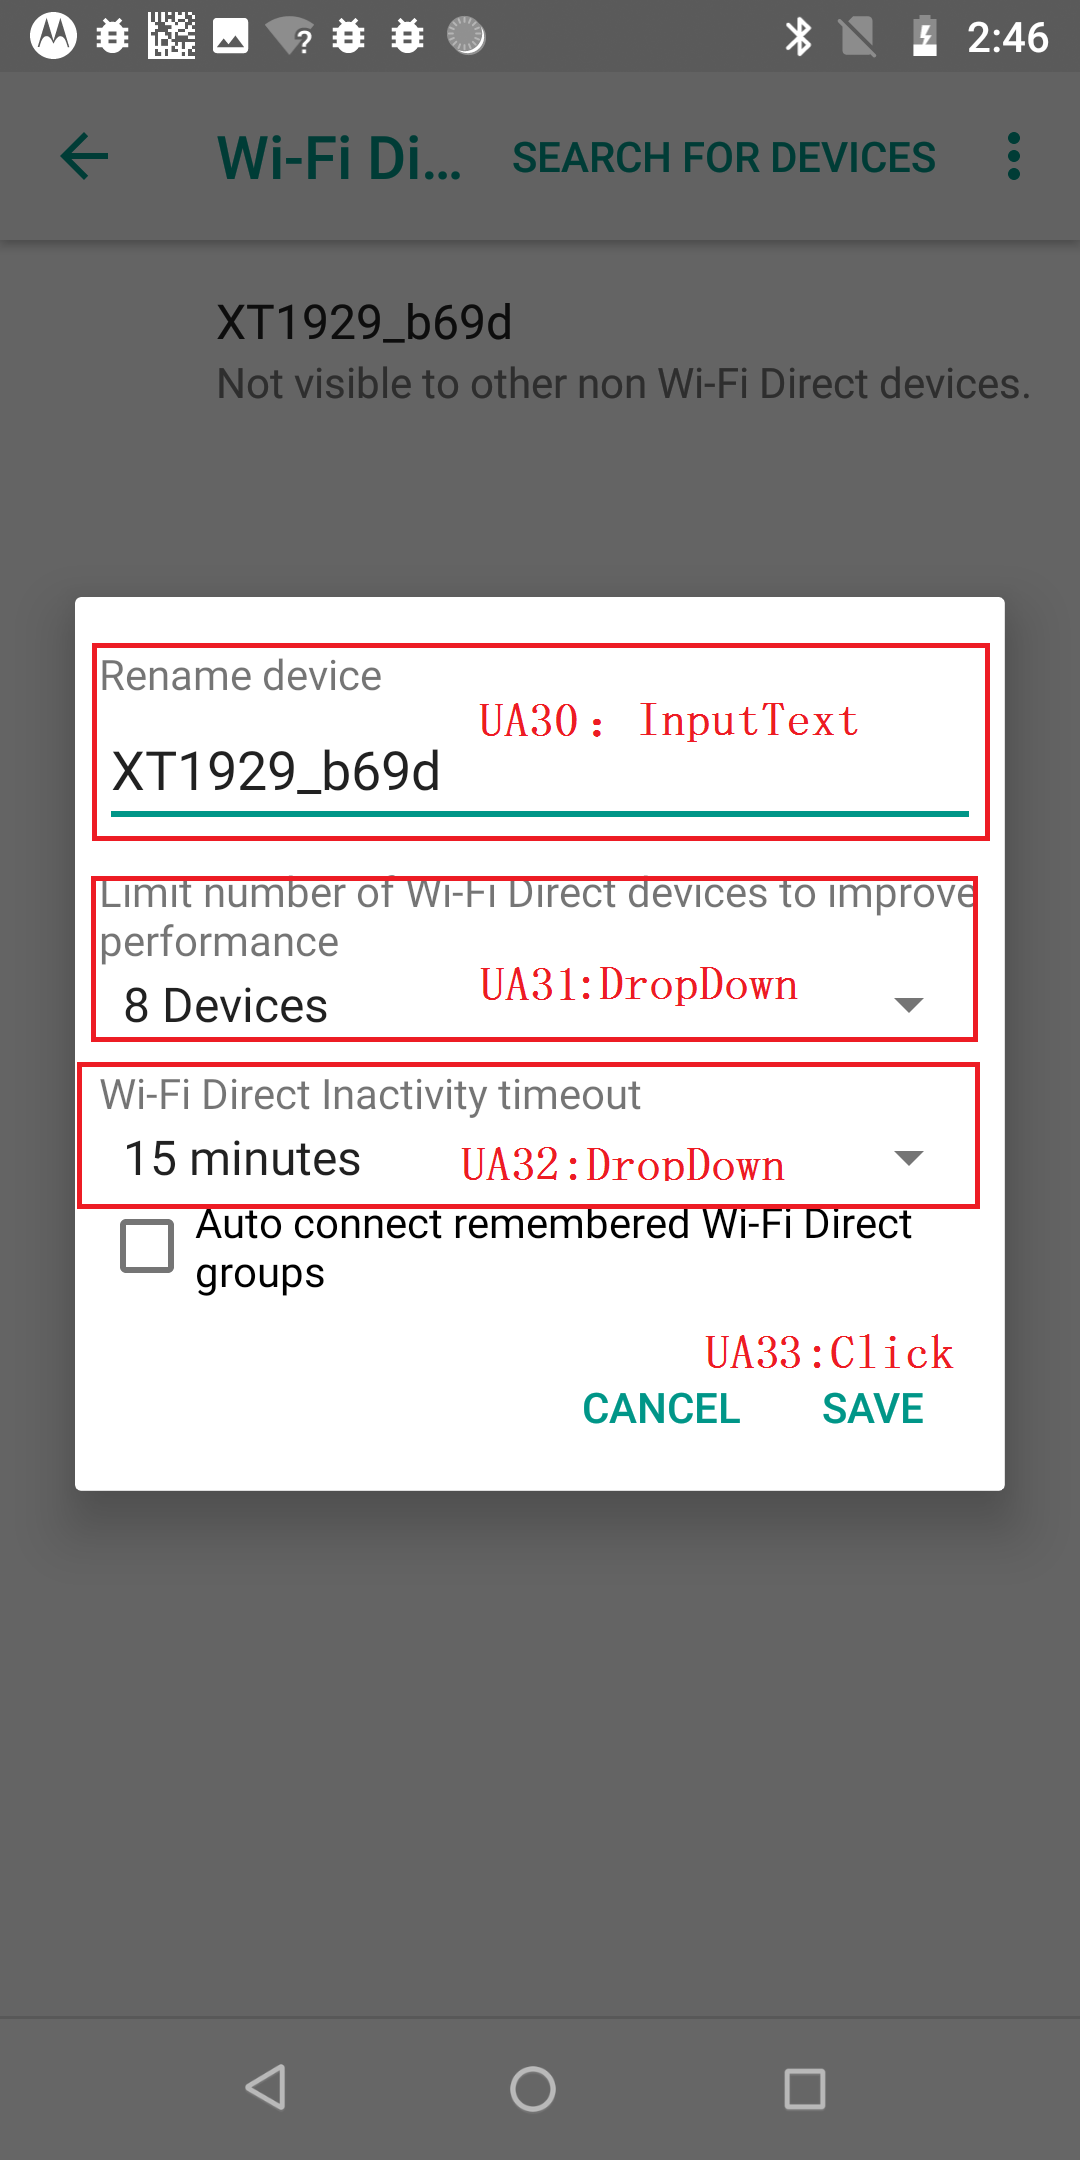 2:46
Wi-Fi Di... SEARCH FOR DEVICES
XT1929_b69d
Not visible to other non Wi-Fi Direct devices.
Rename device
UA30：InputText
XT1929_b69d
Limit number of Wi-Fi Direct devices to improve
performance
UA31:DropDown
8 Devices
Wi-Fi Direct Inactivity timeout
15 minutes UA32:DropDown
Auto connect remembered Wi-Fi Direct
groups
UA33:Click
CANCEL SAVE